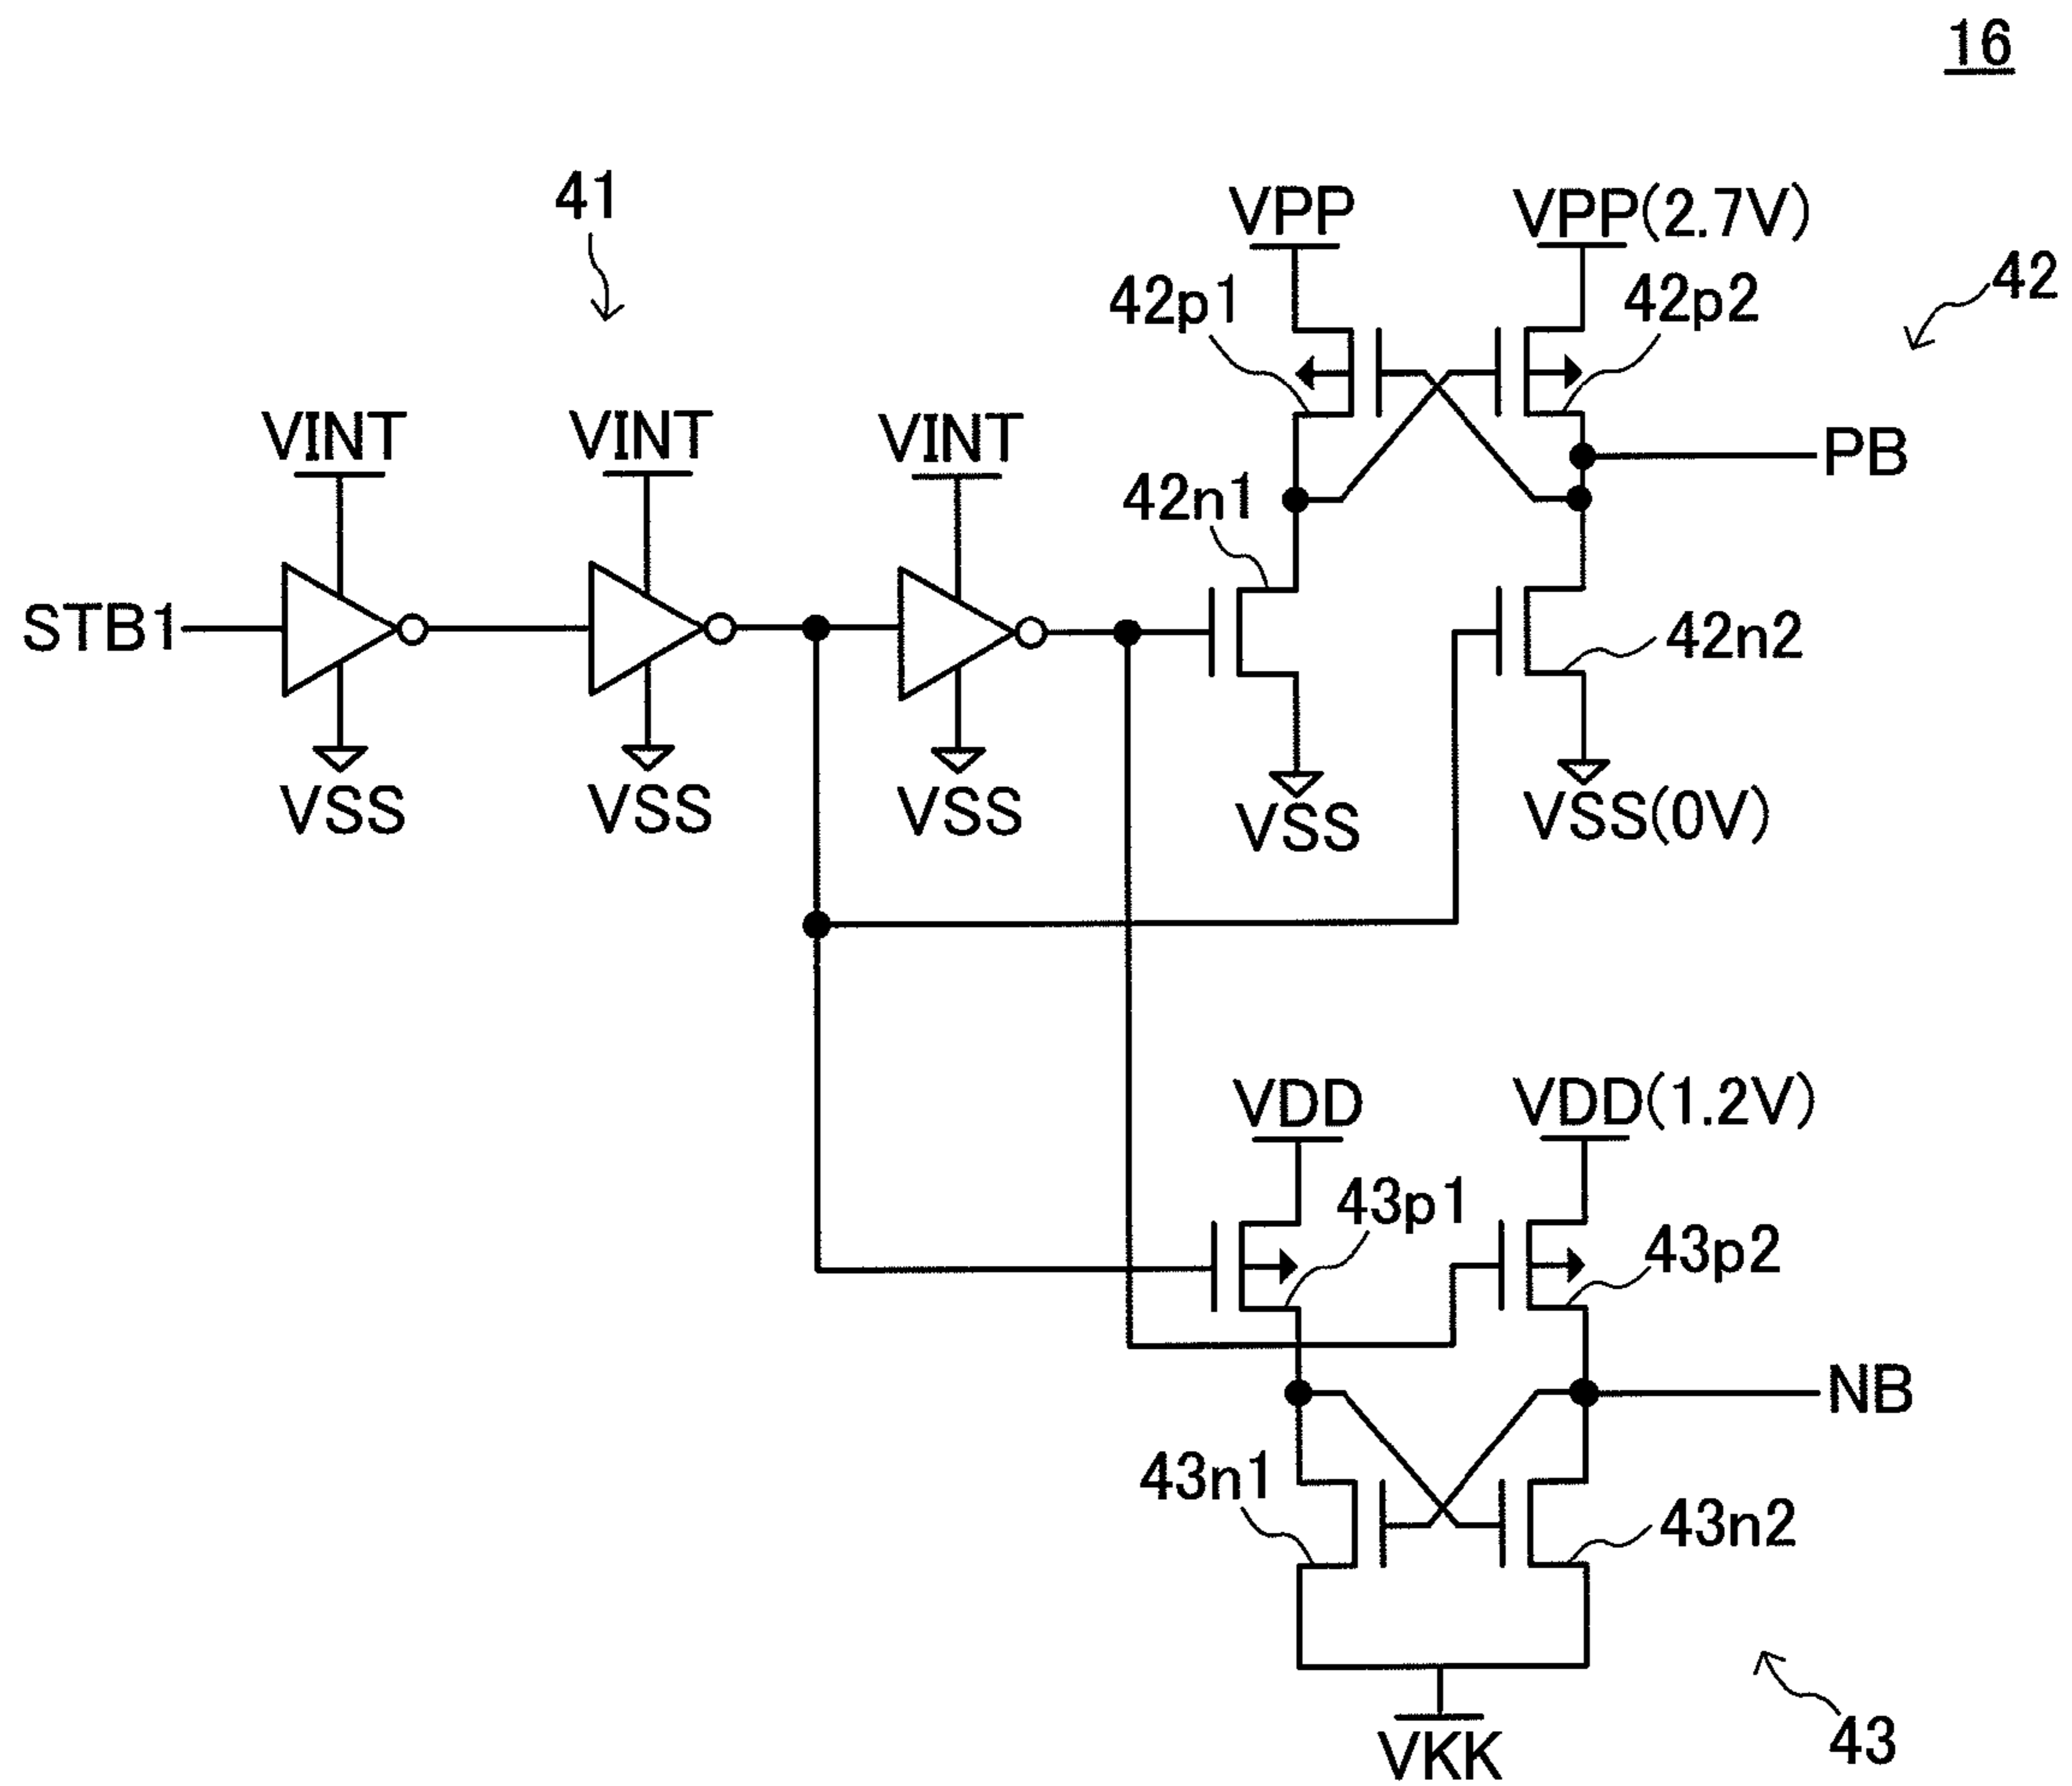 16
41
VPP
VPP(2.7V)
42
42p1
42p2
VINT
VINT
VINT
PB
42n1
STB1
42n2
VSS
VSS
VSS
VSS
VSS(0V)
VDD
VDD(1.2V)
43p1
43p2
NB
43n1
43n2
VKK
43